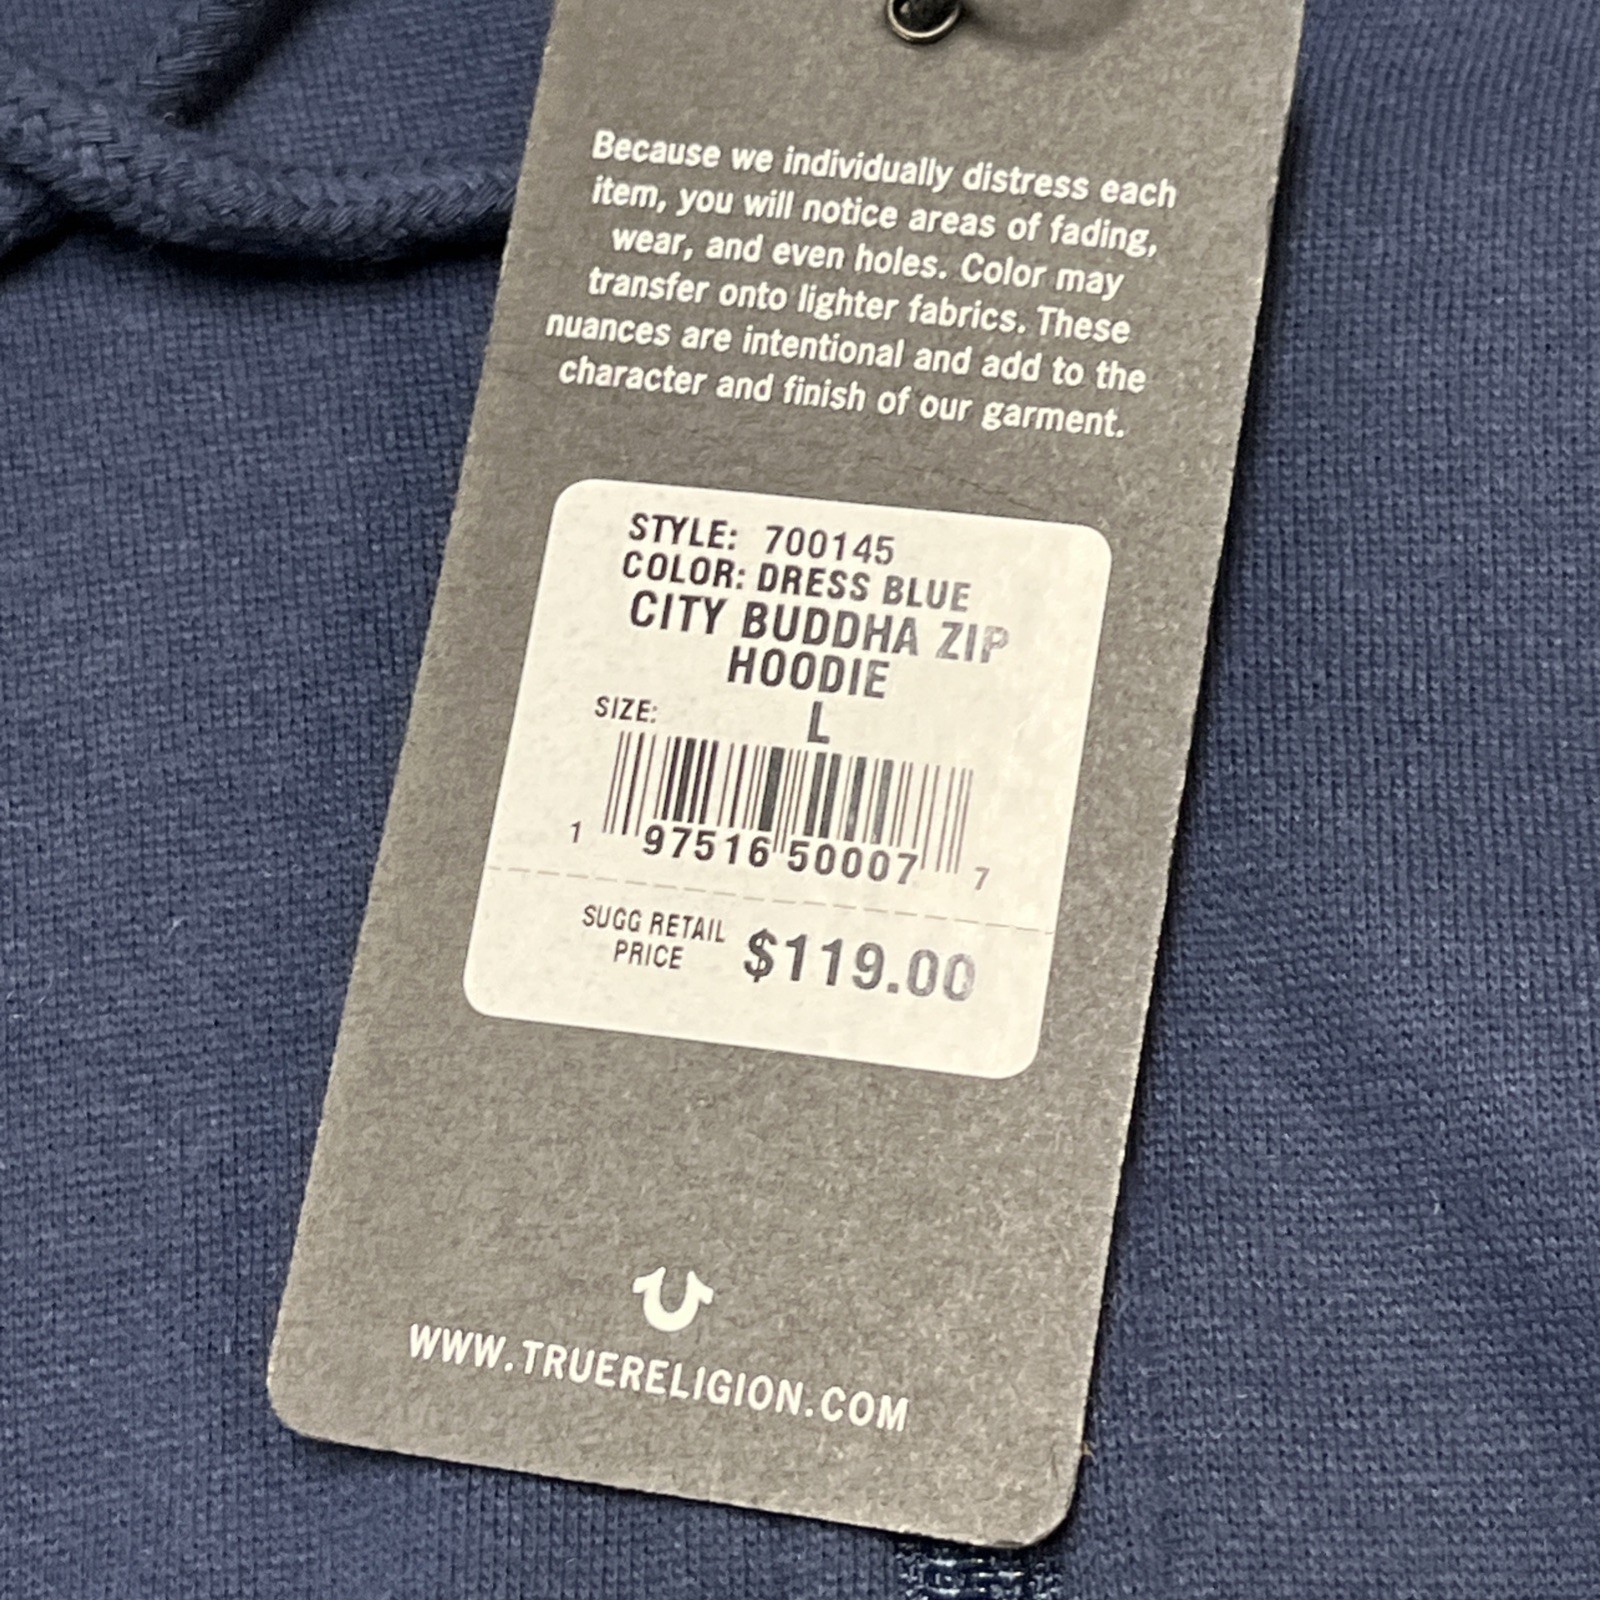 Because we individually distress each
item, you will notice areas of fading,
wear, and even holes. Color may
transfer onto lighter fabrics. These
nuances are intentional and add to the
character and finish of our garment.
STYLE: 700145
COLOR: DRESS BLUE
CITY BUDDHA ZIP
HOODIE
SIZE: L
1 97516 50007 7
SUGG RETAIL
PRICE $119.00
WWW.TRUERELIGION.COM